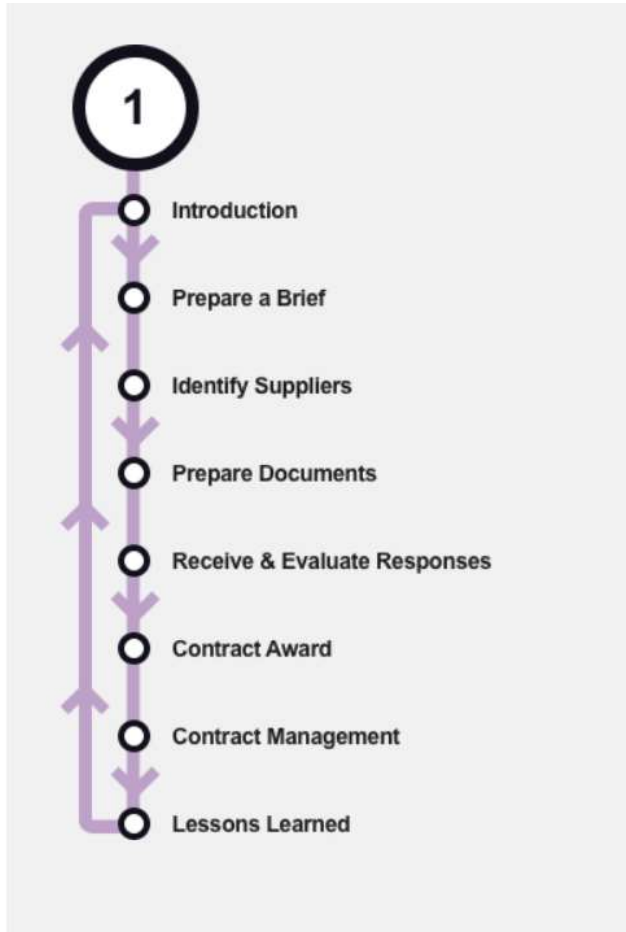 1
Introduction
Prepare a Brief
Identify Suppliers
Prepare Documents
Receive & Evaluate Responses
Contract Award
Contract Management
Lessons Learned